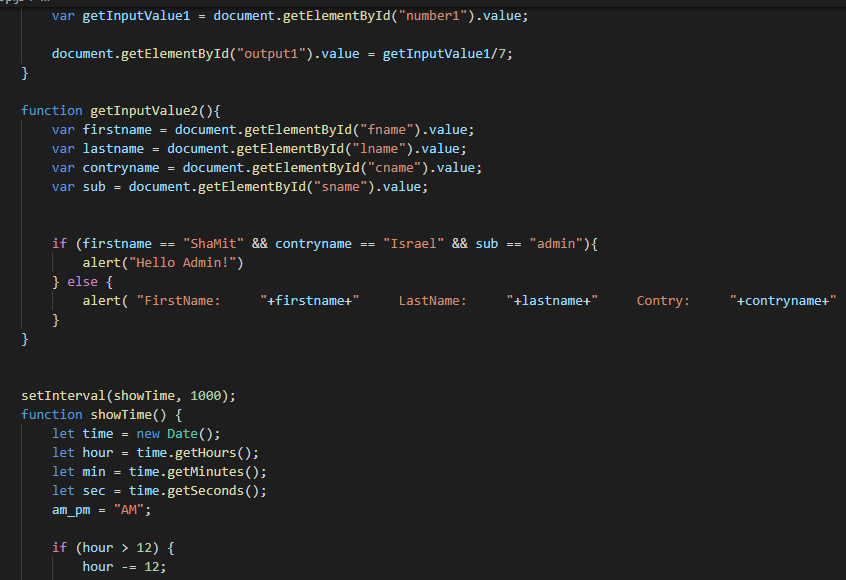 var getInputValue1 = document.getElementById("number1").value;
document.getElementById("output1").value = getInputValue1/7;
}
function getInputValue2(){
var firstname = document.getElementById("fname").value;
var lastname = document.getElementById("lname").value;
var contryname = document.getElementById("cname").value;
var sub = document.getElementById("sname").value;
if (firstname == "ShaMit" && contryname == "Israel" && sub == "admin"){
alert("Hello Admin!")
} else {
alert( "FirstName:     "+firstname+"     LastName:     "+lastname+"     Contry:     "+contryname+"
}
}
setInterval(showTime, 1000);
function showTime() {
let time = new Date();
let hour = time.getHours();
let min = time.getMinutes();
let sec = time.getSeconds();
am_pm = "AM";
if (hour > 12) {
hour -= 12;